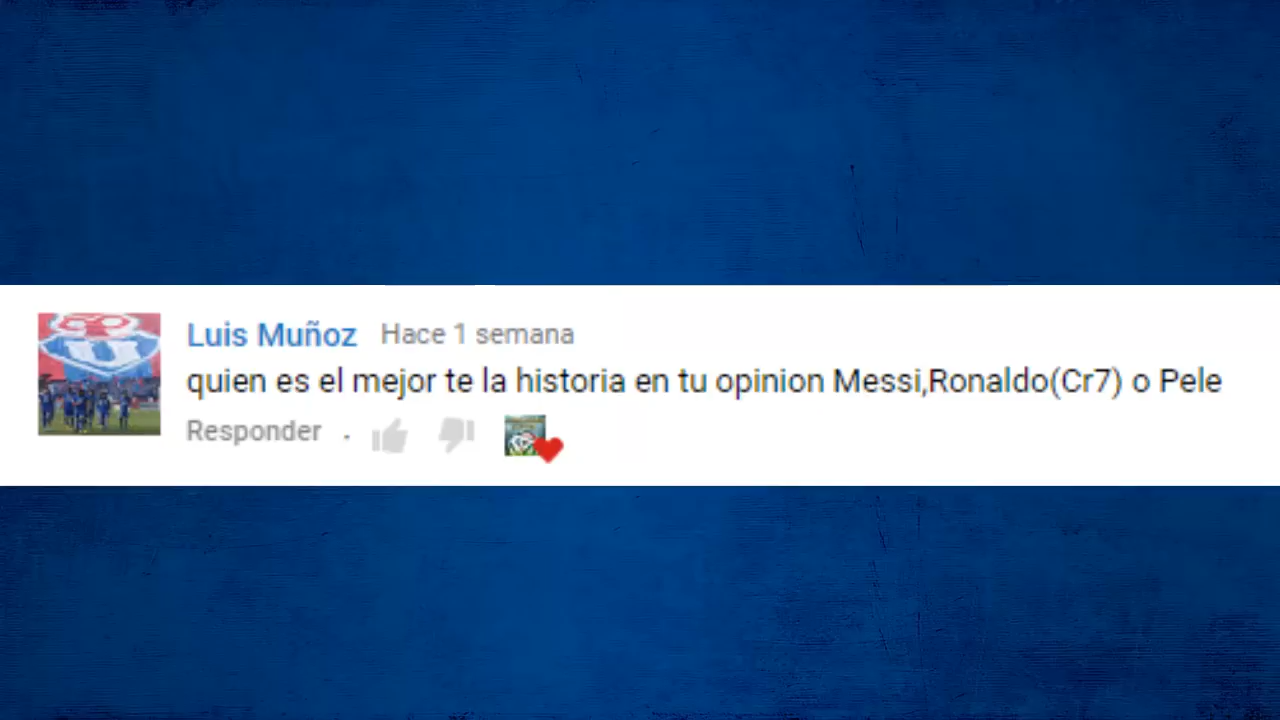 Luis Muñoz Hace 1 semana
quien es el mejor te la historia en tu opinion Messi,Ronaldo(Cr7) o Pele
Responder .